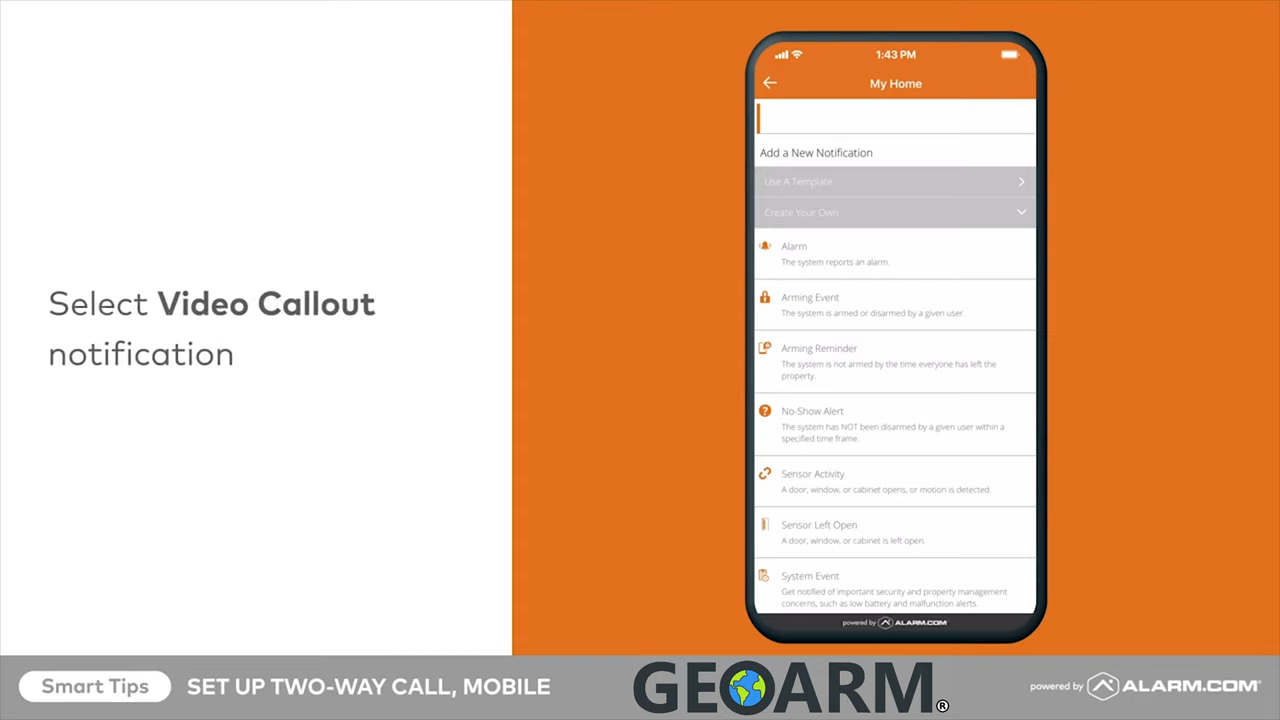 Select Video Callout
notification
1:43 PM
My Home
Add a New Notification
Use A Template
Create Your Own
Alarm
The system reports an alarm.
Arming Event
The system is armed or disarmed by a given user.
Arming Reminder
The system is not armed by the time everyone has left the
property.
No-Show Alert
The system has NOT been disarmed by a given user within a
specified time frame.
Sensor Activity
A door, window, or cabinet opens, or motion is detected.
Sensor Left Open
A door, window, or cabinet is left open.
System Event
Get notified of important security and property management
concerns, such as low battery and malfunction alerts.
powered by ALARM.COM
Smart Tips
SET UP TWO-WAY CALL, MOBILE
GEOARM®
powered by ALARM.COM®